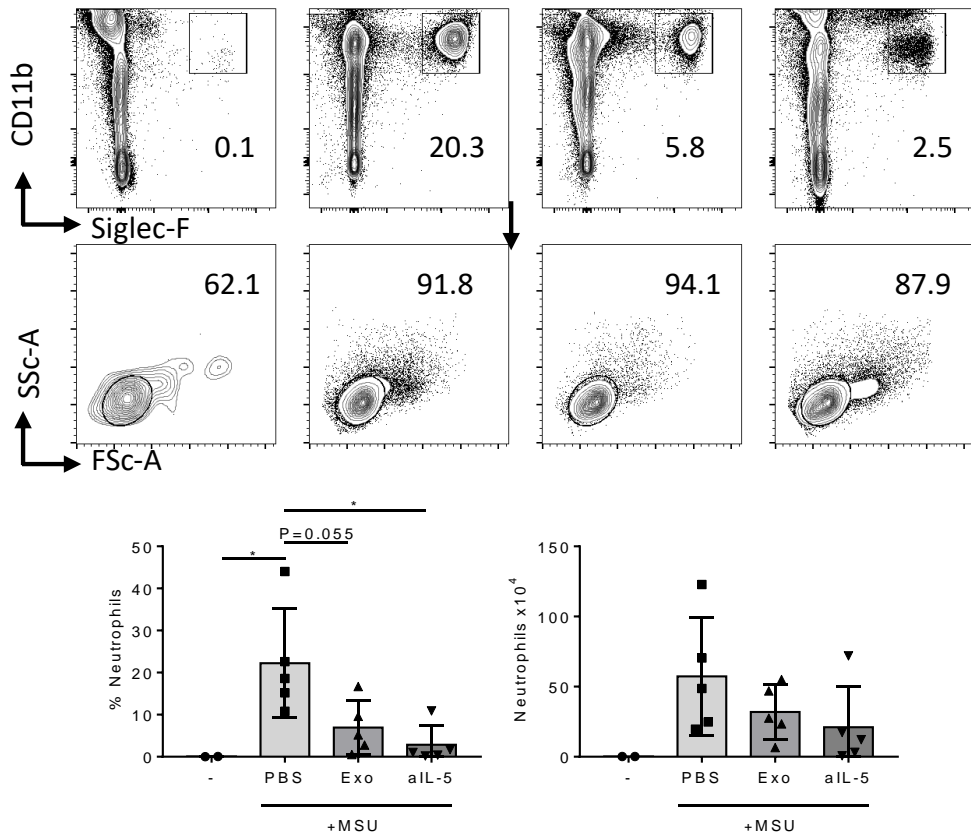 CD11b
0.1
20.3
5.8
2.5
Siglec-F
62.1
91.8
94.1
87.9
SSc-A
FSc-A
*
P=0.055
*
% Neutrophils
50
40
30
20
10
0
- PBS Exo aIL-5
+MSU
Neutrophils x10⁴
150
100
50
0
- PBS Exo aIL-5
+MSU